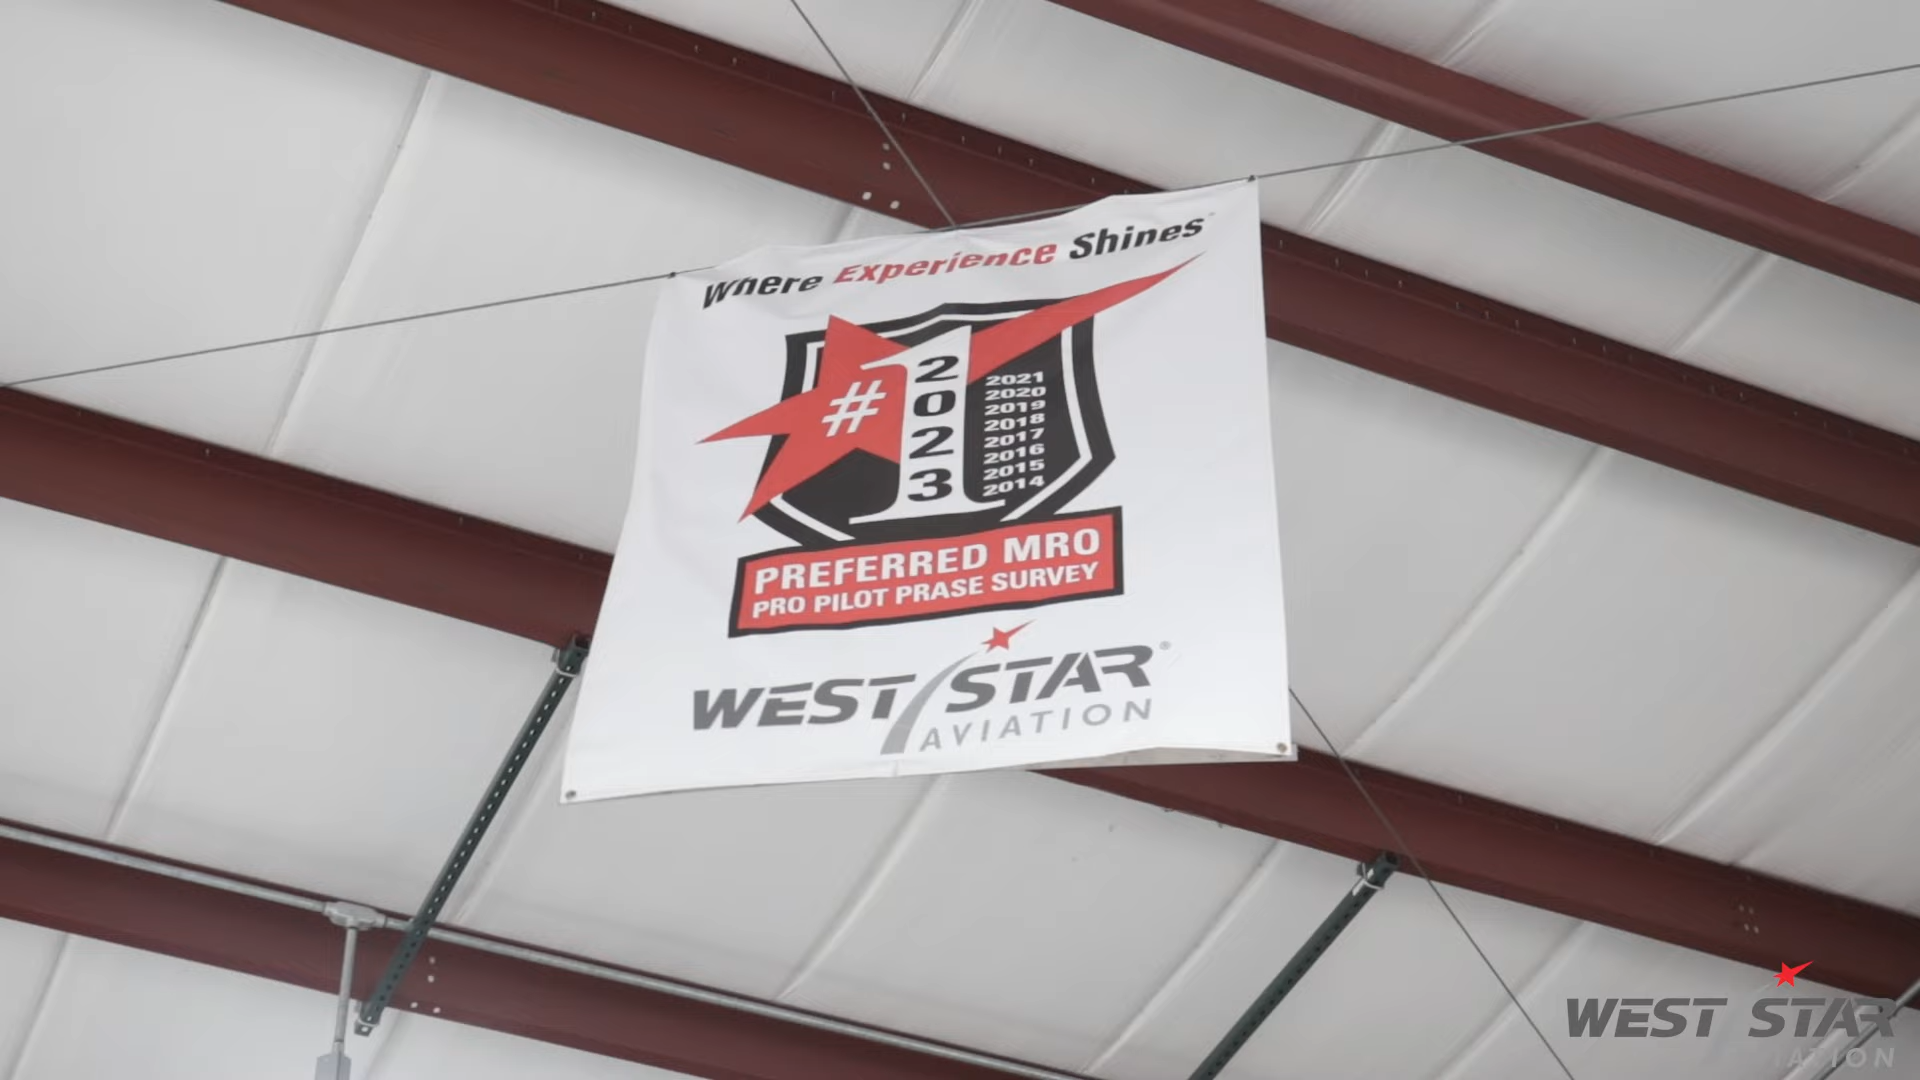 Where Experience Shines
#1
2023
2021
2020
2019
2018
2017
2016
2015
2014
PREFERRED MRO
PRO PILOT PRASE SURVEY
WEST STAR®
AVIATION
WEST STAR
AVIATION